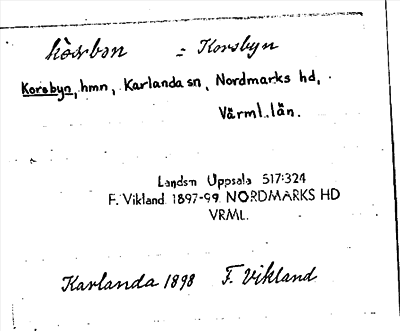 = Korsbyn
Korsbyn, hmn, Karlanda sn, Nordmarks hd,
Värml. län.
Landsm Uppsala 517:324
F. Vikland 1897-99 NORDMARKS HD
VRML.
Karlanda 1898 F. Vikland